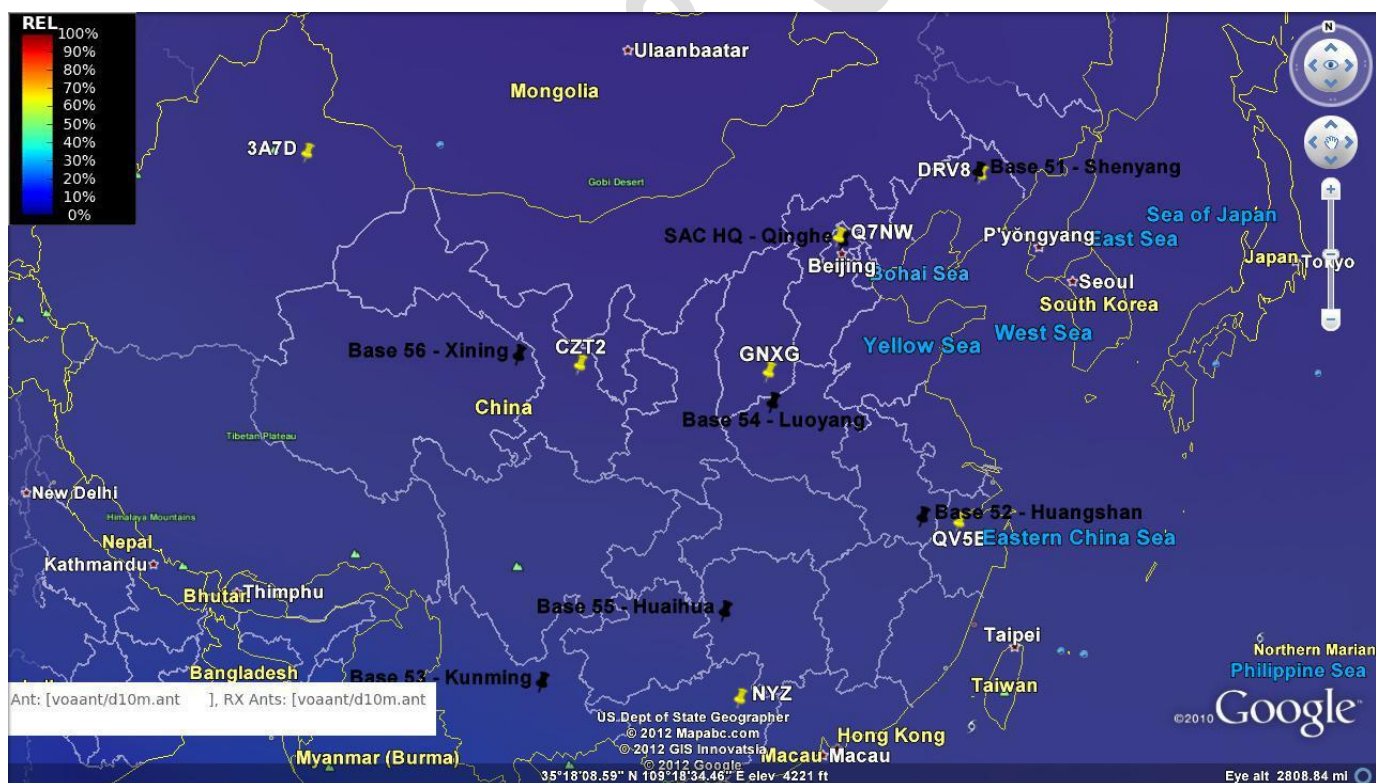 REL
100%
90%
80%
70%
60%
50%
40%
30%
20%
10%
0%
N
Ulaanbaatar
Mongolia
3A7D
Gobi Desert
DRV8
Base 51 - Shenyang
Sea of Japan
SAC HQ - Qinghe
Q7NW
P'yŏngyang
East Sea
Beijing
Bohai Sea
Japan
Tokyo
Seoul
South Korea
West Sea
Yellow Sea
Base 56 - Xining
CZT2
GNXG
China
Base 54 - Luoyang
Tibetan Plateau
New Delhi
Himalaya Mountains
Base 52 - Huangshan
QV5E
Eastern China Sea
Nepal
Kathmandu
Bhutan
Thimphu
Base 55 - Huaihua
Taipei
Northern Marian
Philippine Sea
Bangladesh
Base 53 - Kunming
Taiwan
NYZ
Ant: [voaant/d10m.ant ], RX Ants: [voaant/d10m.ant
US Dept of State Geographer
© 2012 Mapabc.com
© 2012 GIS Innovatsia
© 2012 Google
©2010 Google
Hong Kong
Macau
Macau
Myanmar (Burma)
35°18'08.59" N 109°18'34.46" E elev 4221 ft
Eye alt 2808.84 mi